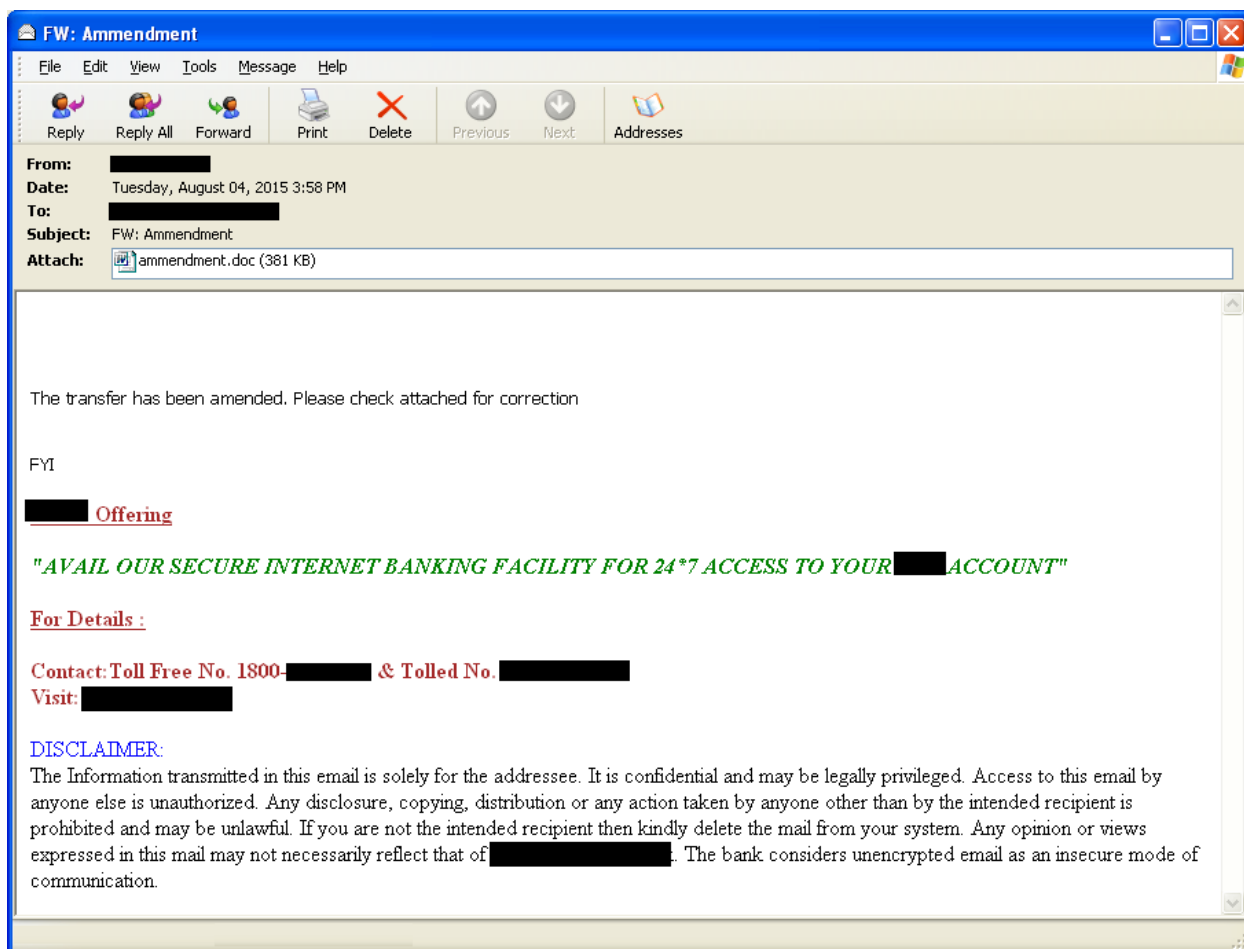 FW: Ammendment
File Edit View Tools Message Help
Reply Reply All Forward Print Delete Previous Next Addresses
From:
Date: Tuesday, August 04, 2015 3:58 PM
To:
Subject: FW: Ammendment
Attach: ammendment.doc (381 KB)
The transfer has been amended. Please check attached for correction
FYI
Offering
"AVAIL OUR SECURE INTERNET BANKING FACILITY FOR 24*7 ACCESS TO YOUR ACCOUNT"
For Details :
Contact:Toll Free No. 1800- & Tolled No.
Visit:
DISCLAIMER:
The Information transmitted in this email is solely for the addressee. It is confidential and may be legally privileged. Access to this email by
anyone else is unauthorized. Any disclosure, copying, distribution or any action taken by anyone other than by the intended recipient is
prohibited and may be unlawful. If you are not the intended recipient then kindly delete the mail from your system. Any opinion or views
expressed in this mail may not necessarily reflect that of . The bank considers unencrypted email as an insecure mode of
communication.